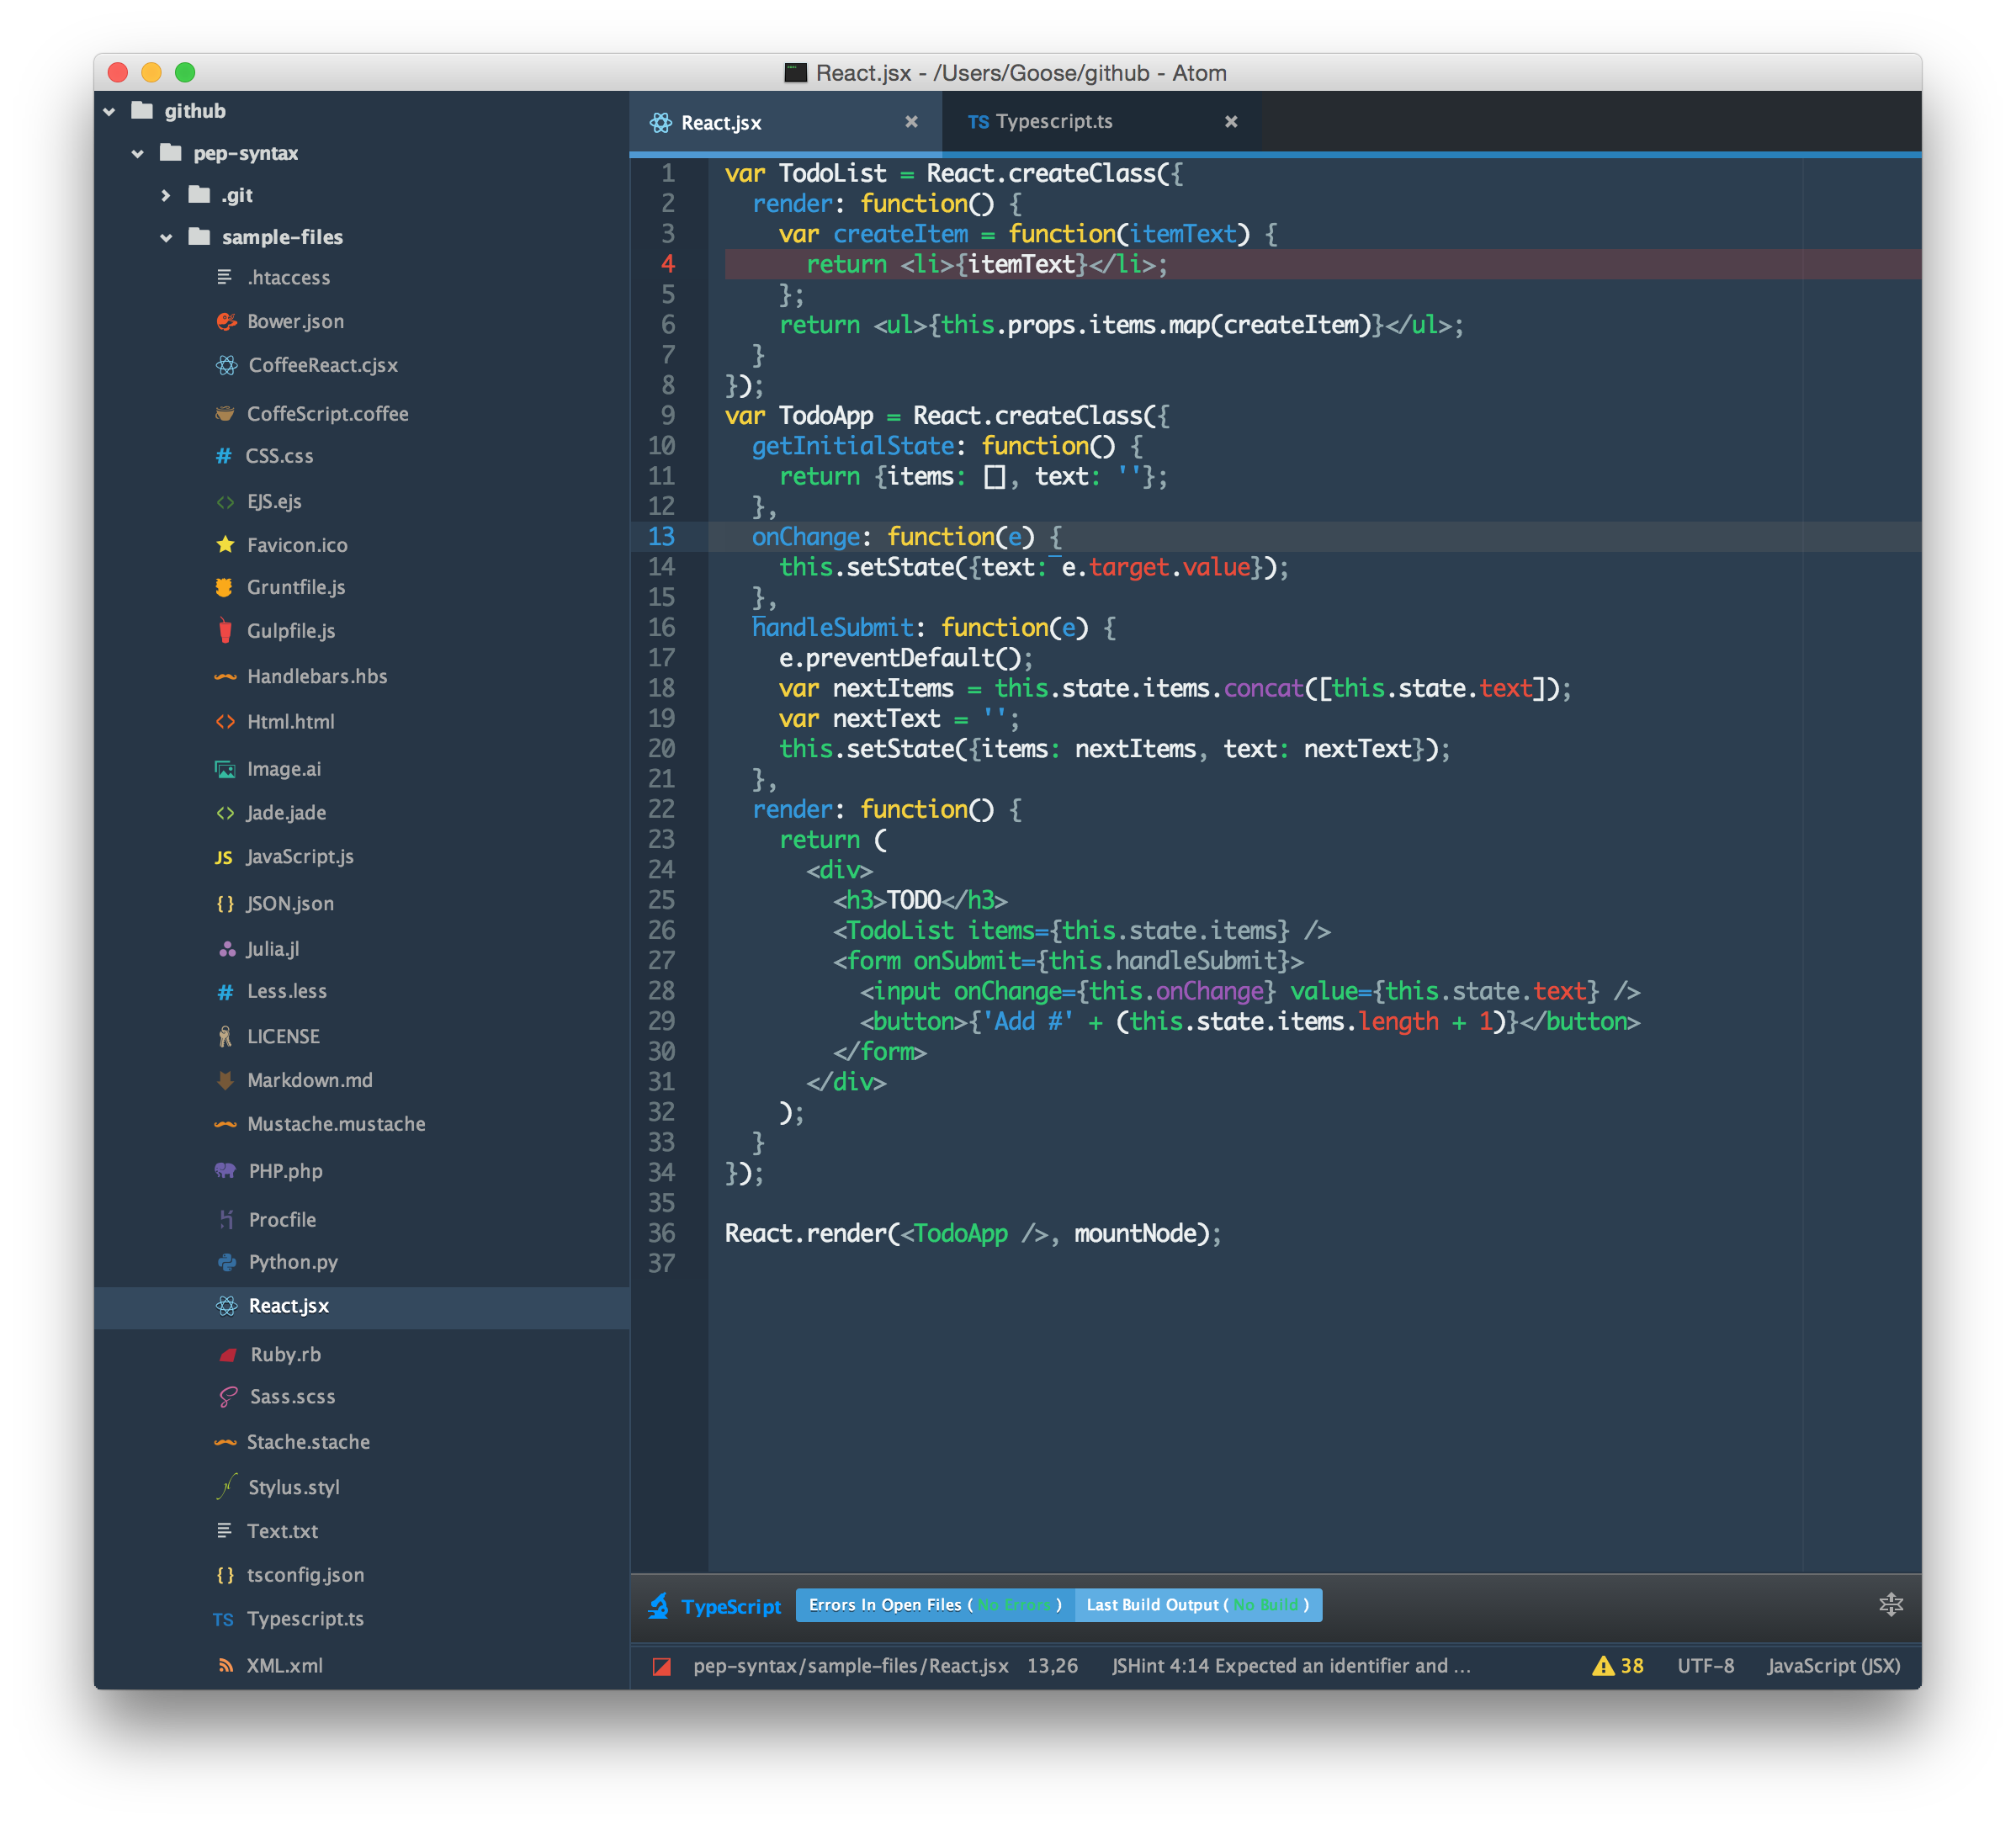 React.jsx - /Users/Goose/github - Atom
github
pep-syntax
.git
sample-files
.htaccess
Bower.json
CoffeeReact.cjsx
CoffeScript.coffee
# CSS.css
<> EJS.ejs
Favicon.ico
Gruntfile.js
Gulpfile.js
Handlebars.hbs
<> Html.html
Image.ai
<> Jade.jade
JS JavaScript.js
{} JSON.json
Julia.jl
# Less.less
LICENSE
Markdown.md
Mustache.mustache
PHP.php
Procfile
Python.py
React.jsx
Ruby.rb
Sass.scss
Stache.stache
Stylus.styl
Text.txt
{} tsconfig.json
TS Typescript.ts
XML.xml
React.jsx × TS Typescript.ts ×
1 var TodoList = React.createClass({
2   render: function() {
3     var createItem = function(itemText) {
4       return <li>{itemText}</li>;
5     };
6     return <ul>{this.props.items.map(createItem)}</ul>;
7   }
8 });
9 var TodoApp = React.createClass({
10   getInitialState: function() {
11     return {items: [], text: ''};
12   },
13   onChange: function(e) {
14     this.setState({text: e.target.value});
15   },
16   handleSubmit: function(e) {
17     e.preventDefault();
18     var nextItems = this.state.items.concat([this.state.text]);
19     var nextText = '';
20     this.setState({items: nextItems, text: nextText});
21   },
22   render: function() {
23     return (
24       <div>
25         <h3>TODO</h3>
26         <TodoList items={this.state.items} />
27         <form onSubmit={this.handleSubmit}>
28           <input onChange={this.onChange} value={this.state.text} />
29           <button>{'Add #' + (this.state.items.length + 1)}</button>
30         </form>
31       </div>
32     );
33   }
34 });
35
36 React.render(<TodoApp />, mountNode);
37
TypeScript Errors In Open Files ( No Errors ) Last Build Output ( No Build )
pep-syntax/sample-files/React.jsx 13,26 JSHint 4:14 Expected an identifier and ... 38 UTF-8 JavaScript (JSX)